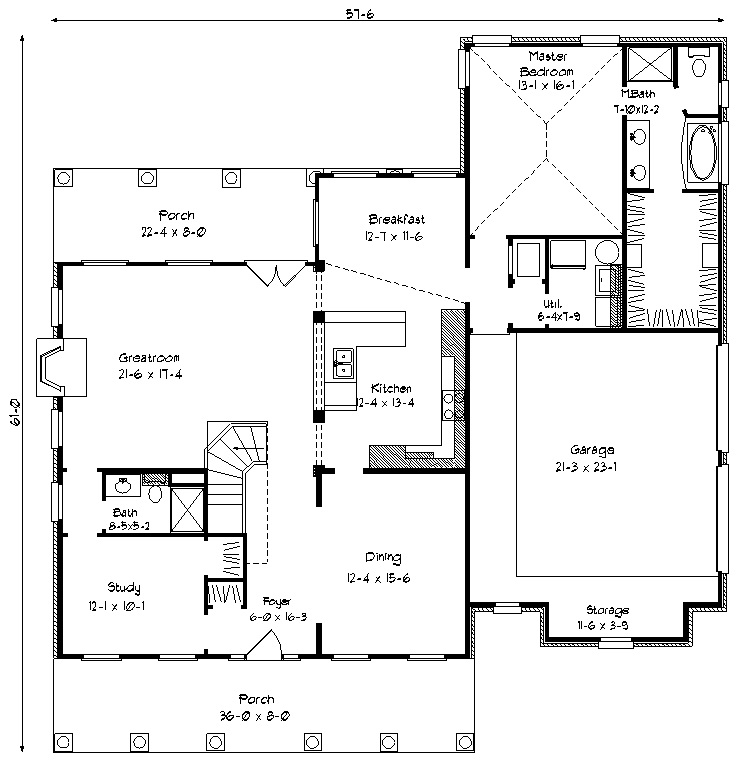 57-6
Master
Bedroom
13-1 x 16-1
MBath
7-10x12-2
Porch
22-4 x 8-0
Breakfast
12-7 x 11-6
Util.
6-4x7-9
Greatroom
21-6 x 17-4
Kitchen
12-4 x 13-4
61-0
Garage
21-3 x 23-1
Bath
8-5x5-2
Dining
12-4 x 15-6
Study
12-1 x 10-1
Foyer
6-0 x 16-3
Storage
11-6 x 3-9
Porch
36-0 x 8-0